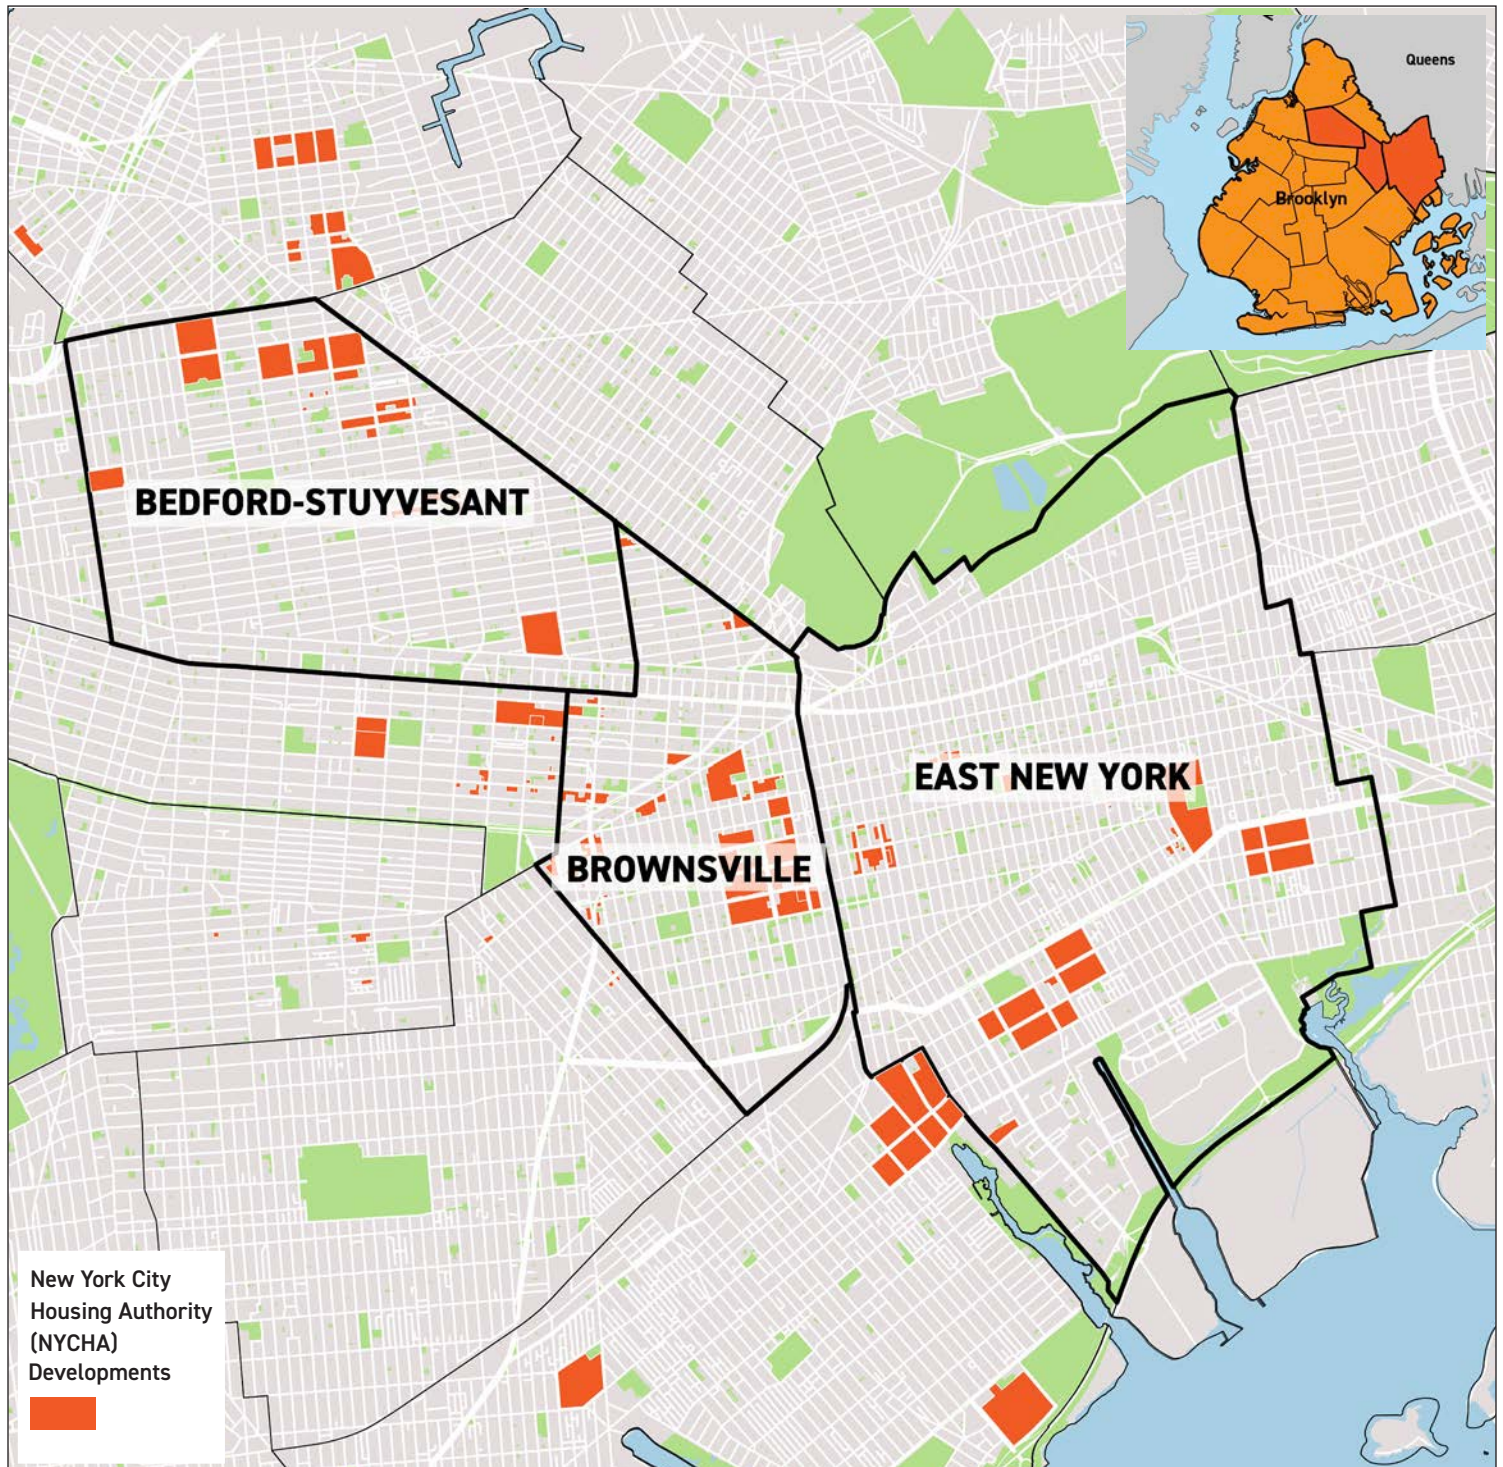 Queens
Brooklyn
BEDFORD-STUYVESANT
EAST NEW YORK
BROWNSVILLE
New York City
Housing Authority
(NYCHA)
Developments